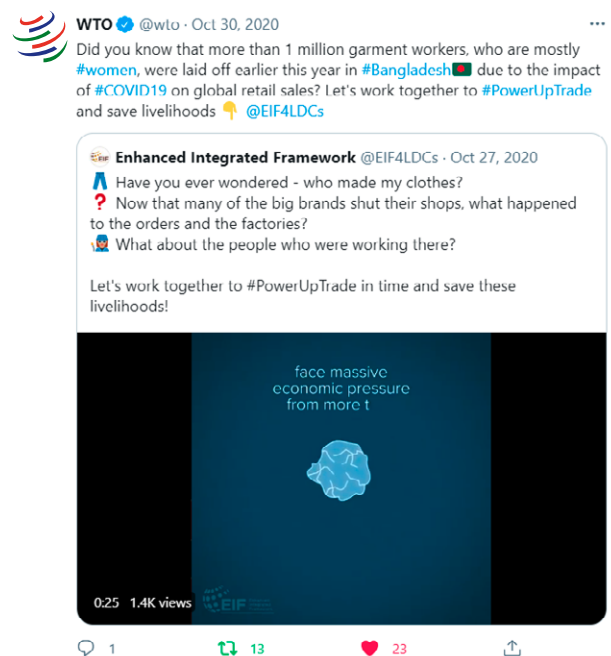 WTO @wto · Oct 30, 2020
Did you know that more than 1 million garment workers, who are mostly
#women, were laid off earlier this year in #Bangladesh🇧🇩 due to the impact
of #COVID19 on global retail sales? Let's work together to #PowerUpTrade
and save livelihoods 👇 @EIF4LDCs
Enhanced Integrated Framework @EIF4LDCs · Oct 27, 2020
👖 Have you ever wondered - who made my clothes?
❓ Now that many of the big brands shut their shops, what happened
to the orders and the factories?
👩‍🏭 What about the people who were working there?
Let's work together to #PowerUpTrade in time and save these
livelihoods!
face massive
economic pressure
from more t
EIF
0:25 1.4K views
1 13 23